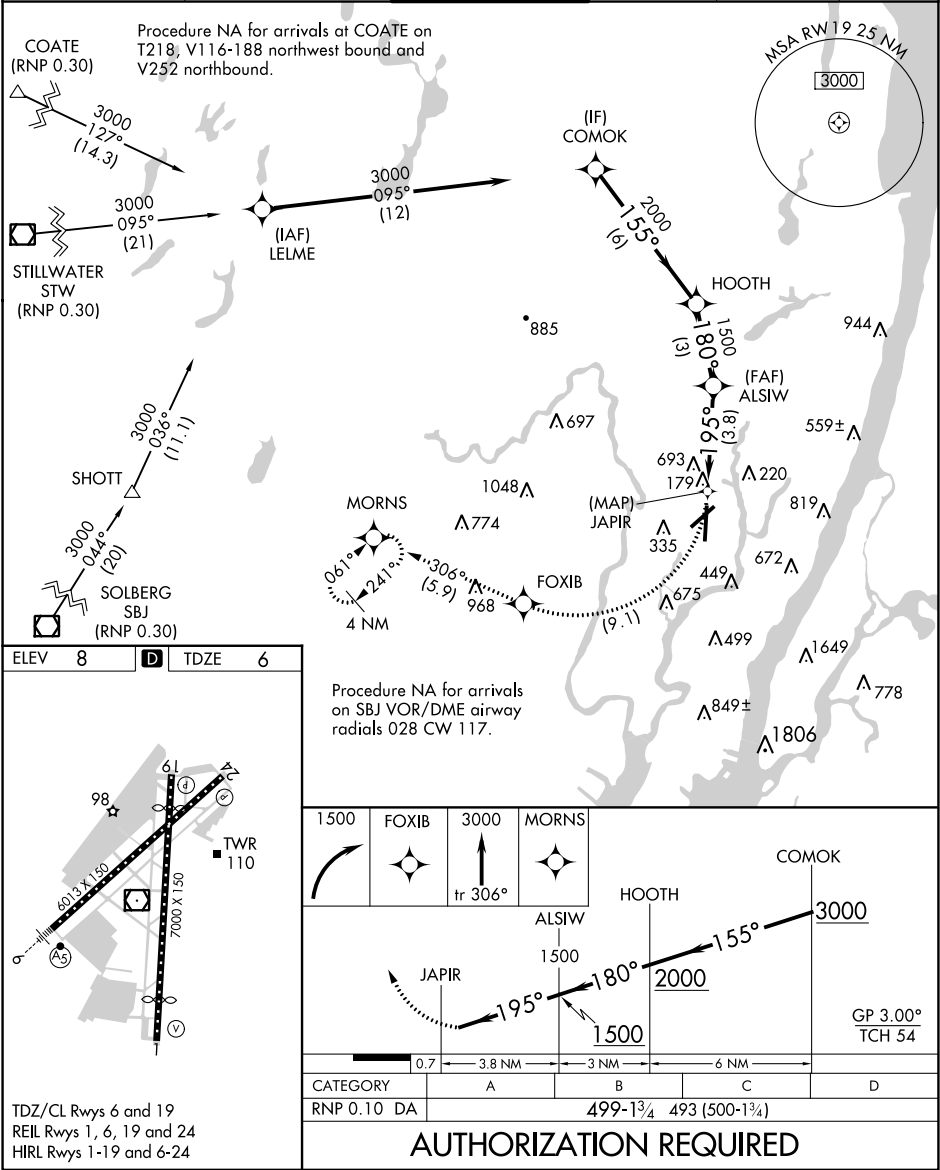 Procedure NA for arrivals at COATE on
T218, V116-188 northwest bound and
V252 northbound.
COATE
(RNP 0.30)
3000
127°
(14.3)
MSA RW19 25 NM
3000
(IF)
COMOK
3000
095°
(12)
3000
095°
(21)
(IAF)
LELME
STILLWATER
STW
(RNP 0.30)
2000
155°
(6)
HOOTH
885
1500
180°
(3)
944
(FAF)
ALSIW
697
559±
195°
(3.8)
3000
036°
(11.1)
SHOTT
693
179
220
1048
(MAP)
JAPIR
819
MORNS
774
335
3000
044°
(20)
672
061°
241°
306°
(5.9)
968
FOXIB
449
675
4 NM
(9.1)
SOLBERG
SBJ
(RNP 0.30)
499
1649
778
849±
1806
Procedure NA for arrivals
on SBJ VOR/DME airway
radials 028 CW 117.
ELEV 8 D TDZE 6
19
24
P
P
98
TWR
110
6013 X 150
7000 X 150
6
A5
V
1
TDZ/CL Rwys 6 and 19
REIL Rwys 1, 6, 19 and 24
HIRL Rwys 1-19 and 6-24
1500
FOXIB
3000
tr 306°
MORNS
COMOK
HOOTH
ALSIW
1500
JAPIR
3000
155°
180°
2000
195°
1500
GP 3.00°
TCH 54
0.7 3.8 NM 3 NM 6 NM
CATEGORY A B C D
RNP 0.10 DA 499-1¾ 493 (500-1¾)
AUTHORIZATION REQUIRED